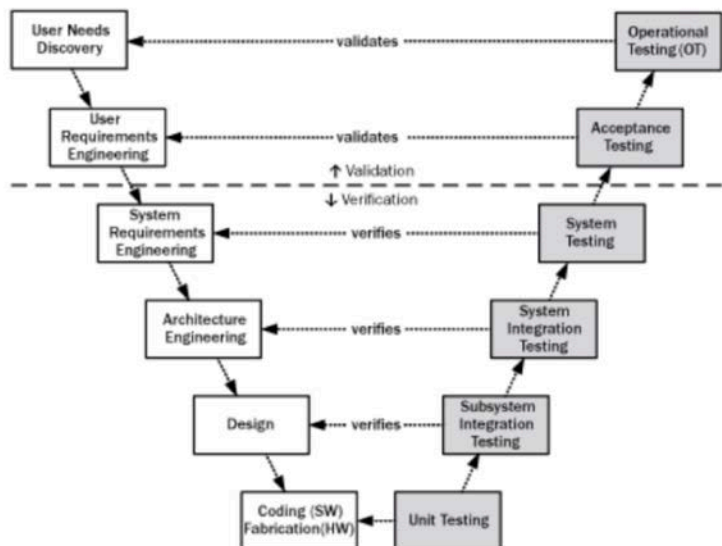 User Needs
Discovery
validates
Operational
Testing (OT)
User
Requirements
Engineering
validates
Acceptance
Testing
↑ Validation
↓ Verification
System
Requirements
Engineering
verifies
System
Testing
Architecture
Engineering
verifies
System
Integration
Testing
Design
verifies
Subsystem
Integration
Testing
Coding (SW)
Fabrication(HW)
Unit Testing